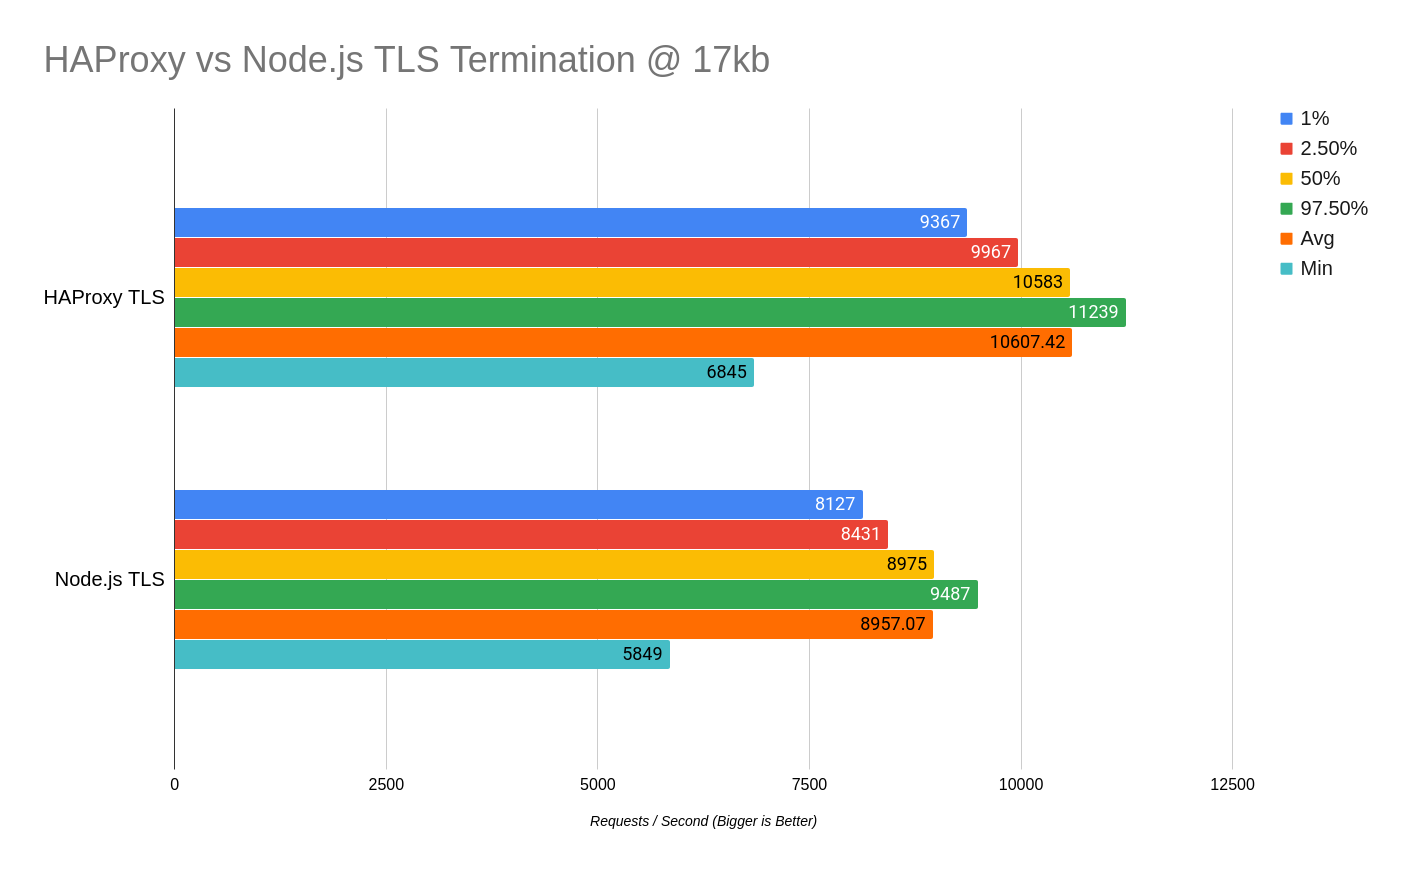 HAProxy vs Node.js TLS Termination @ 17kb
1%
2.50%
50%
97.50%
Avg
Min
HAProxy TLS
9367
9967
10583
11239
10607.42
6845
Node.js TLS
8127
8431
8975
9487
8957.07
5849
0 2500 5000 7500 10000 12500
Requests / Second (Bigger is Better)